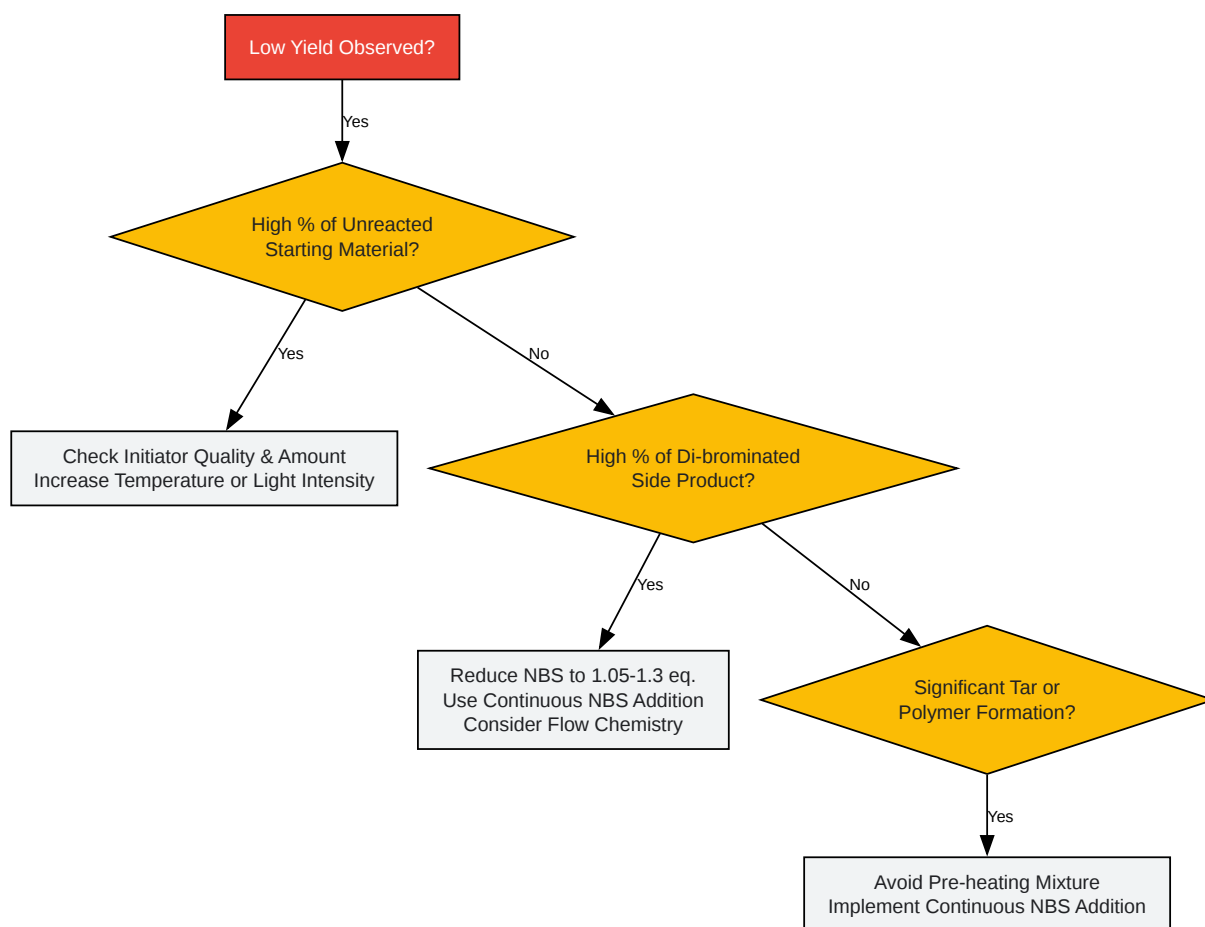 Low Yield Observed?
Yes
High % of Unreacted
Starting Material?
Yes
No
Check Initiator Quality & Amount
Increase Temperature or Light Intensity
High % of Di-brominated
Side Product?
Yes
No
Reduce NBS to 1.05-1.3 eq.
Use Continuous NBS Addition
Consider Flow Chemistry
Significant Tar or
Polymer Formation?
Yes
Avoid Pre-heating Mixture
Implement Continuous NBS Addition